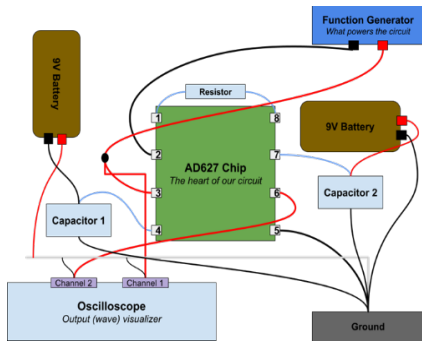 Function Generator
What powers the circuit
9V Battery
Resistor
1
8
2
7
AD627 Chip
The heart of our circuit
3
6
4
5
9V Battery
Capacitor 1
Capacitor 2
Channel 2
Channel 1
Oscilloscope
Output (wave) visualizer
Ground